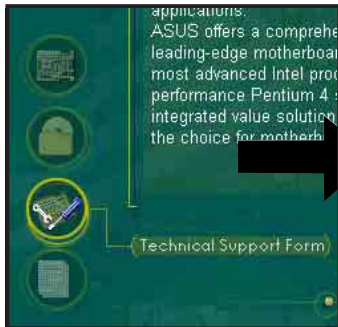 applications.
ASUS offers a comprehe
leading-edge motherboar
most advanced Intel proc
performance Pentium 4 s
integrated value solution
the choice for
Technical Support Form